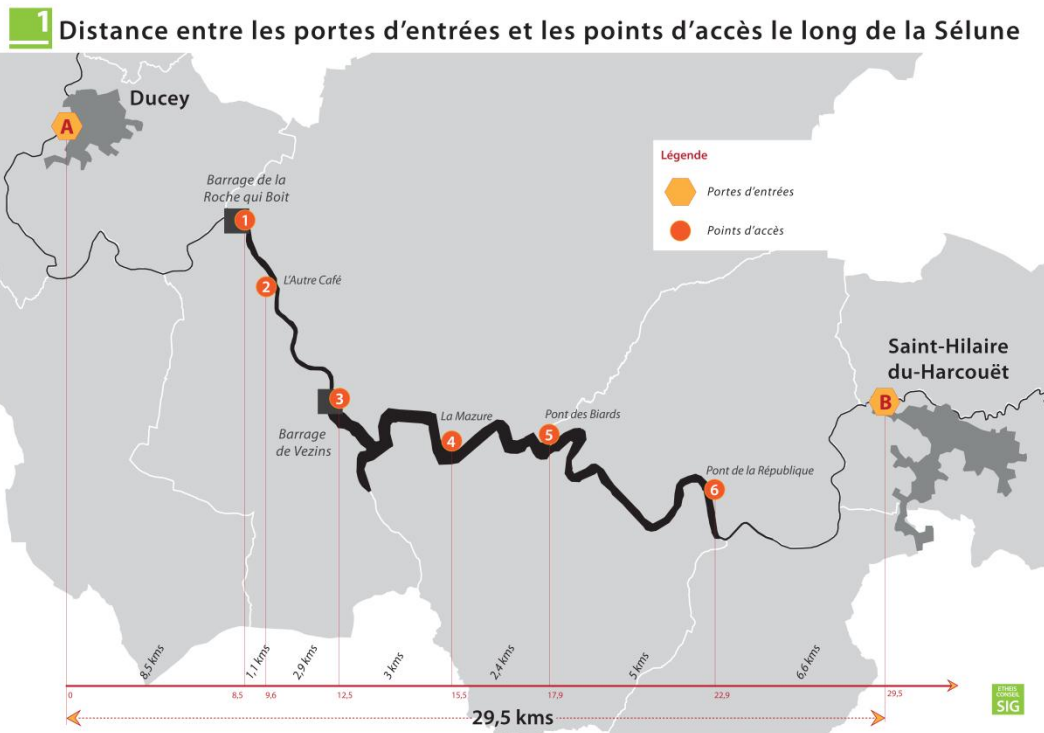 1
Distance entre les portes d'entrées et les points d'accès le long de la Sélune
Ducey
A
Légende
Portes d'entrées
Points d'accès
Barrage de la
Roche qui Boit
1
2
L'Autre Café
Saint-Hilaire
du-Harcouët
B
3
Barrage
de Vezins
La Mazure
4
Pont des Biards
5
Pont de la République
6
8,5 kms
1,1 kms
2,9 kms
3 kms
2,4 kms
5 kms
6,6 kms
0
8,5
9,6
12,5
15,5
17,9
22,9
29,5
29,5 kms
ETHEIS
CONSEIL
SIG